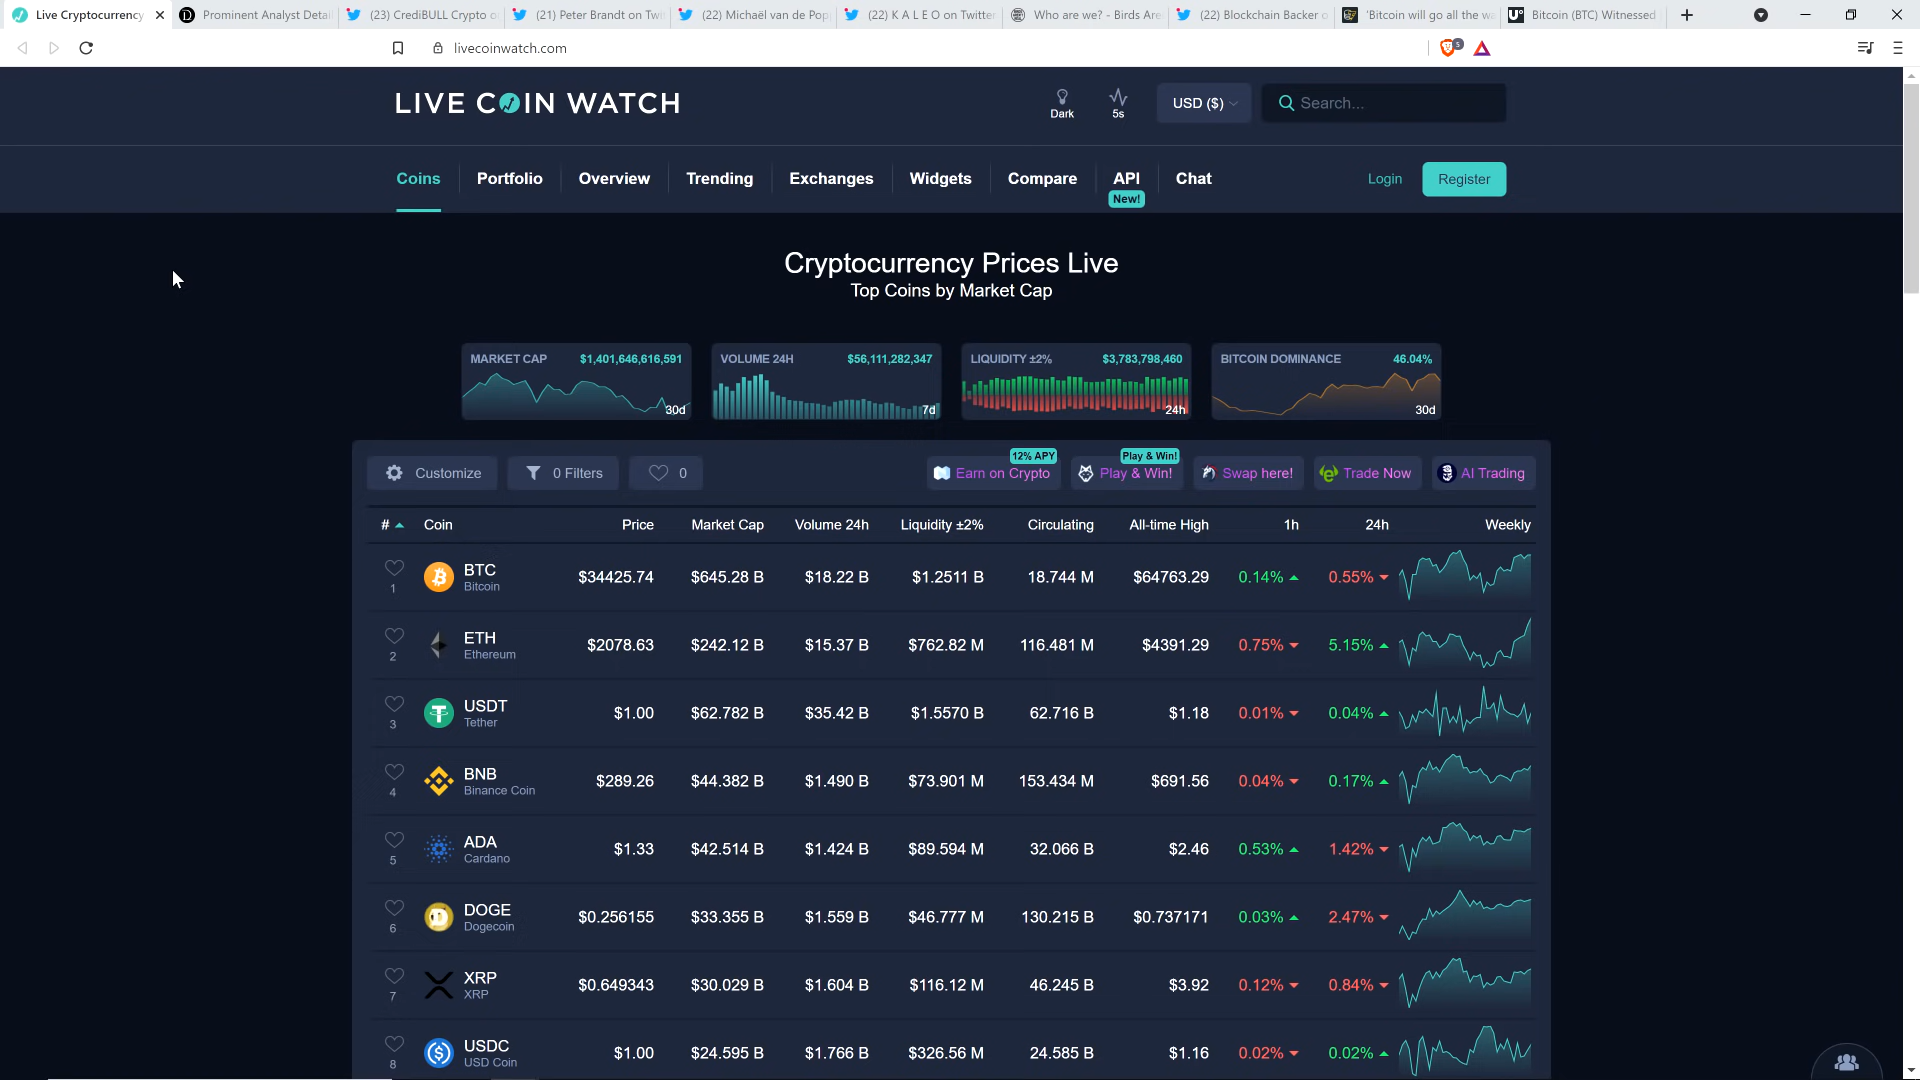 Live Cryptocurrency
Prominent Analyst Detail
(23) CrediBULL Crypto o
(21) Peter Brandt on Twi
(22) Michaël van de Pop
(22) K A L E O on Twitter
Who are we? - Birds Are
(22) Blockchain Backer o
'Bitcoin will go all the wa
Bitcoin (BTC) Witnessed
livecoinwatch.com
5
LIVE COIN WATCH
Dark
5s
USD ($)
Search...
Coins
Portfolio
Overview
Trending
Exchanges
Widgets
Compare
API
New!
Chat
Login
Register
Cryptocurrency Prices Live
Top Coins by Market Cap
MARKET CAP $1,401,646,616,591
30d
VOLUME 24H $56,111,282,347
7d
LIQUIDITY ±2% $3,783,798,460
24h
BITCOIN DOMINANCE 46.04%
30d
Customize
0 Filters
0
12% APY
Earn on Crypto
Play & Win!
Play & Win!
Swap here!
Trade Now
AI Trading
# Coin Price Market Cap Volume 24h Liquidity ±2% Circulating All-time High 1h 24h Weekly
1 BTC Bitcoin $34425.74 $645.28 B $18.22 B $1.2511 B 18.744 M $64763.29 0.14% 0.55%
2 ETH Ethereum $2078.63 $242.12 B $15.37 B $762.82 M 116.481 M $4391.29 0.75% 5.15%
3 USDT Tether $1.00 $62.782 B $35.42 B $1.5570 B 62.716 B $1.18 0.01% 0.04%
4 BNB Binance Coin $289.26 $44.382 B $1.490 B $73.901 M 153.434 M $691.56 0.04% 0.17%
5 ADA Cardano $1.33 $42.514 B $1.424 B $89.594 M 32.066 B $2.46 0.53% 1.42%
6 DOGE Dogecoin $0.256155 $33.355 B $1.559 B $46.777 M 130.215 B $0.737171 0.03% 2.47%
7 XRP XRP $0.649343 $30.029 B $1.604 B $116.12 M 46.245 B $3.92 0.12% 0.84%
8 USDC USD Coin $1.00 $24.595 B $1.766 B $326.56 M 24.585 B $1.16 0.02% 0.02%